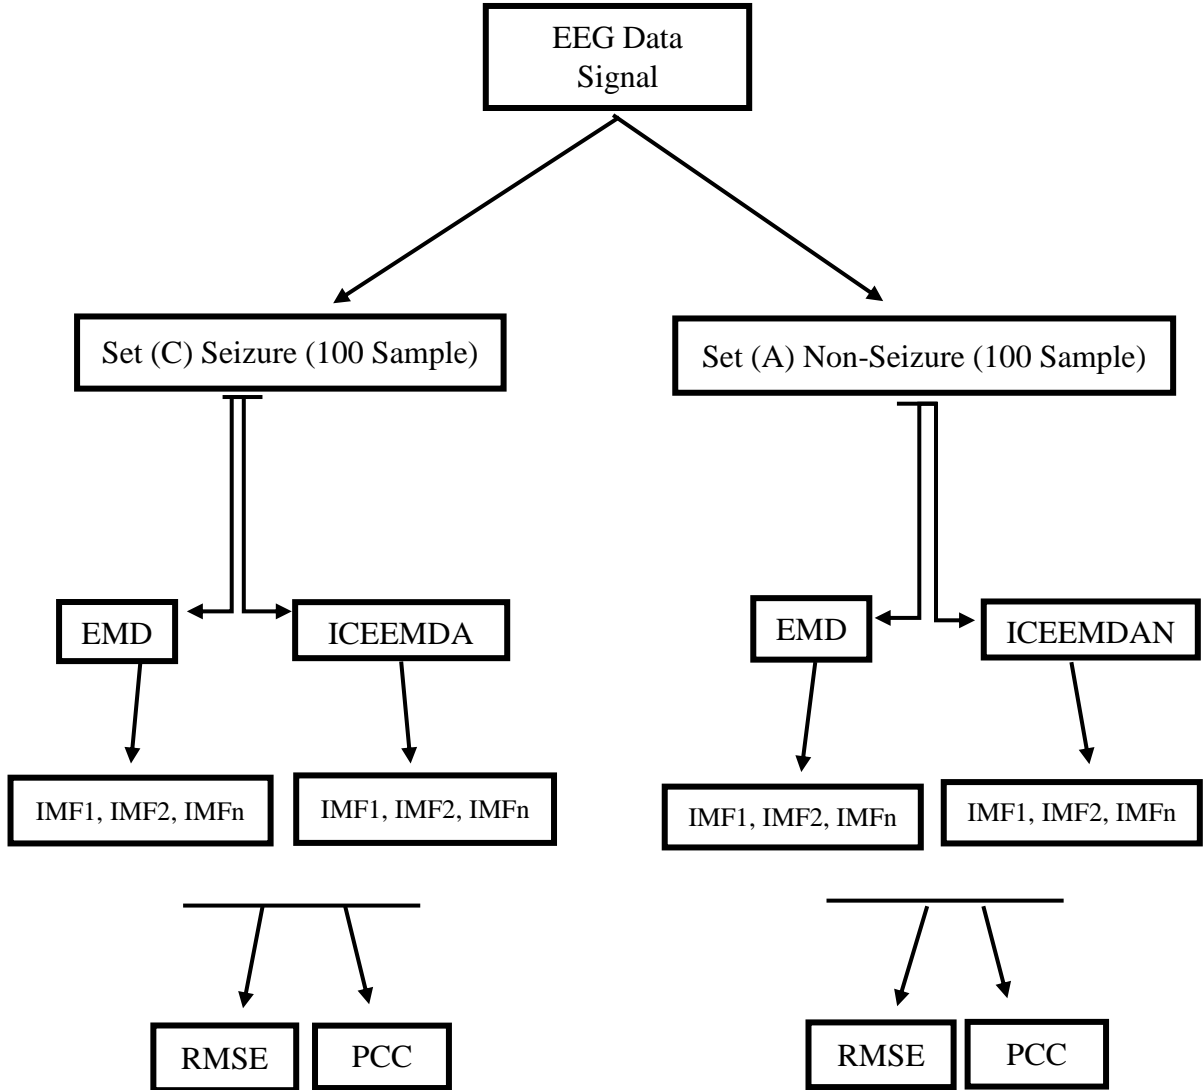 EEG Data
Signal
Set (C) Seizure (100 Sample)
Set (A) Non-Seizure (100 Sample)
EMD
ICEEMDA
EMD
ICEEMDAN
IMF1, IMF2, IMFn
IMF1, IMF2, IMFn
IMF1, IMF2, IMFn
IMF1, IMF2, IMFn
RMSE
PCC
RMSE
PCC